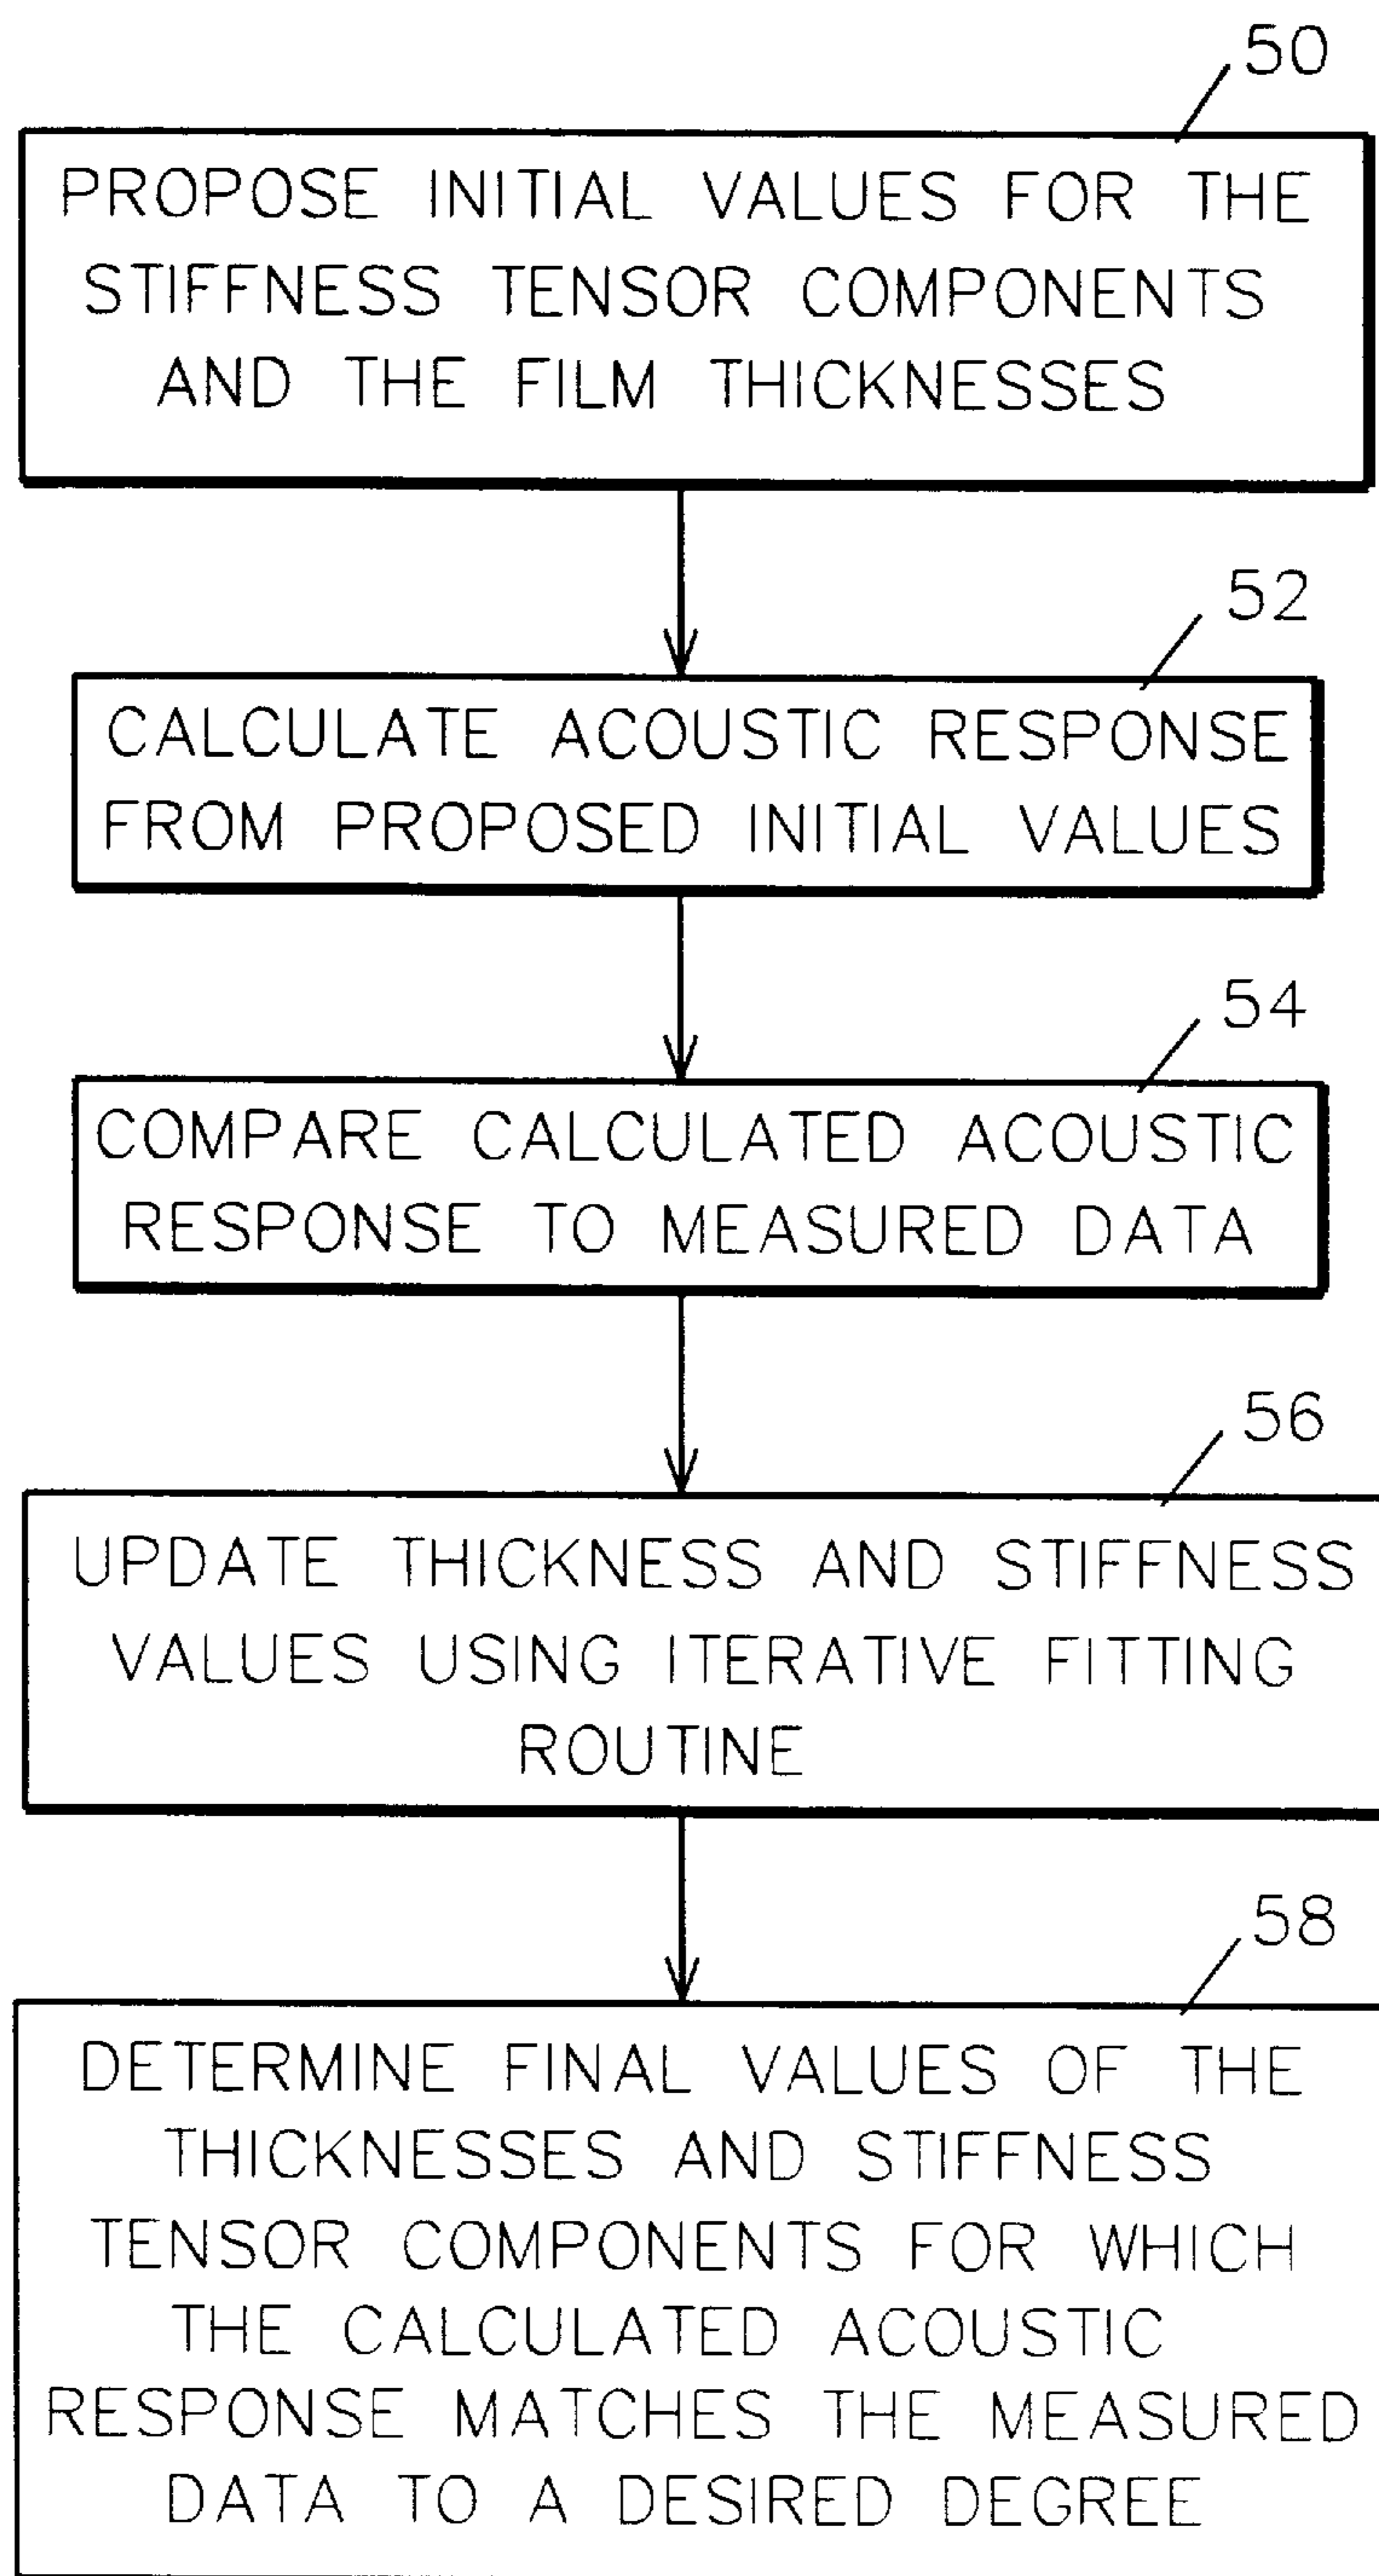 50
PROPOSE INITIAL VALUES FOR THE
STIFFNESS TENSOR COMPONENTS
AND THE FILM THICKNESSES
52
CALCULATE ACOUSTIC RESPONSE
FROM PROPOSED INITIAL VALUES
54
COMPARE CALCULATED ACOUSTIC
RESPONSE TO MEASURED DATA
56
UPDATE THICKNESS AND STIFFNESS
VALUES USING ITERATIVE FITTING
ROUTINE
58
DETERMINE FINAL VALUES OF THE
THICKNESSES AND STIFFNESS
TENSOR COMPONENTS FOR WHICH
THE CALCULATED ACOUSTIC
RESPONSE MATCHES THE MEASURED
DATA TO A DESIRED DEGREE